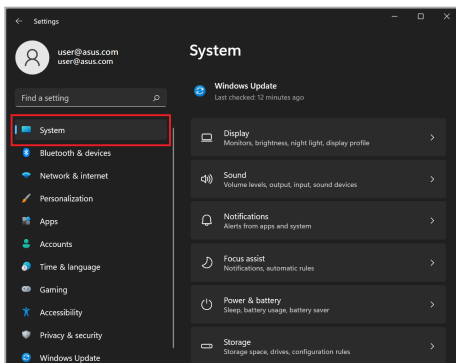 Settings
user@asus.com
user@asus.com
Find a setting
System
Bluetooth & devices
Network & internet
Personalization
Apps
Accounts
Time & language
Gaming
Accessibility
Privacy & security
Windows Update
System
Windows Update
Last checked: 12 minutes ago
Display
Monitors, brightness, night light, display profile
Sound
Volume levels, output, input, sound devices
Notifications
Alerts from apps and system
Focus assist
Notifications, automatic rules
Power & battery
Sleep, battery usage, battery saver
Storage
Storage space, drives, configuration rules